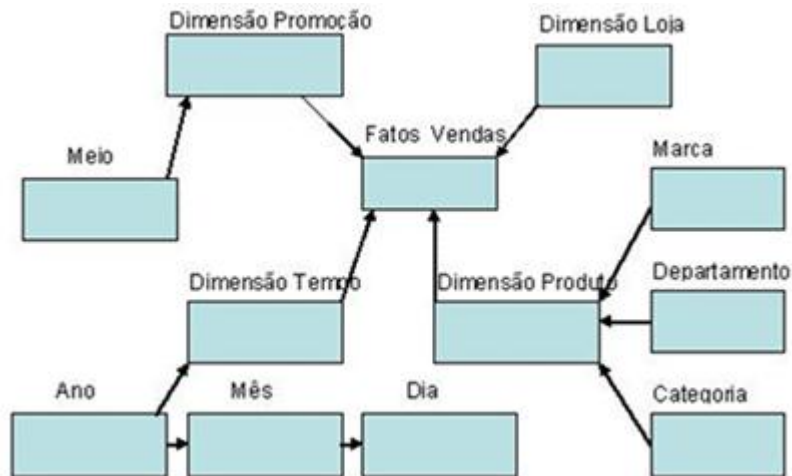 Dimensão Promoção
Dimensão Loja
Fatos Vendas
Meio
Marca
Dimensão Tempo
Dimensão Produto
Departamento
Ano
Mês
Dia
Categoria